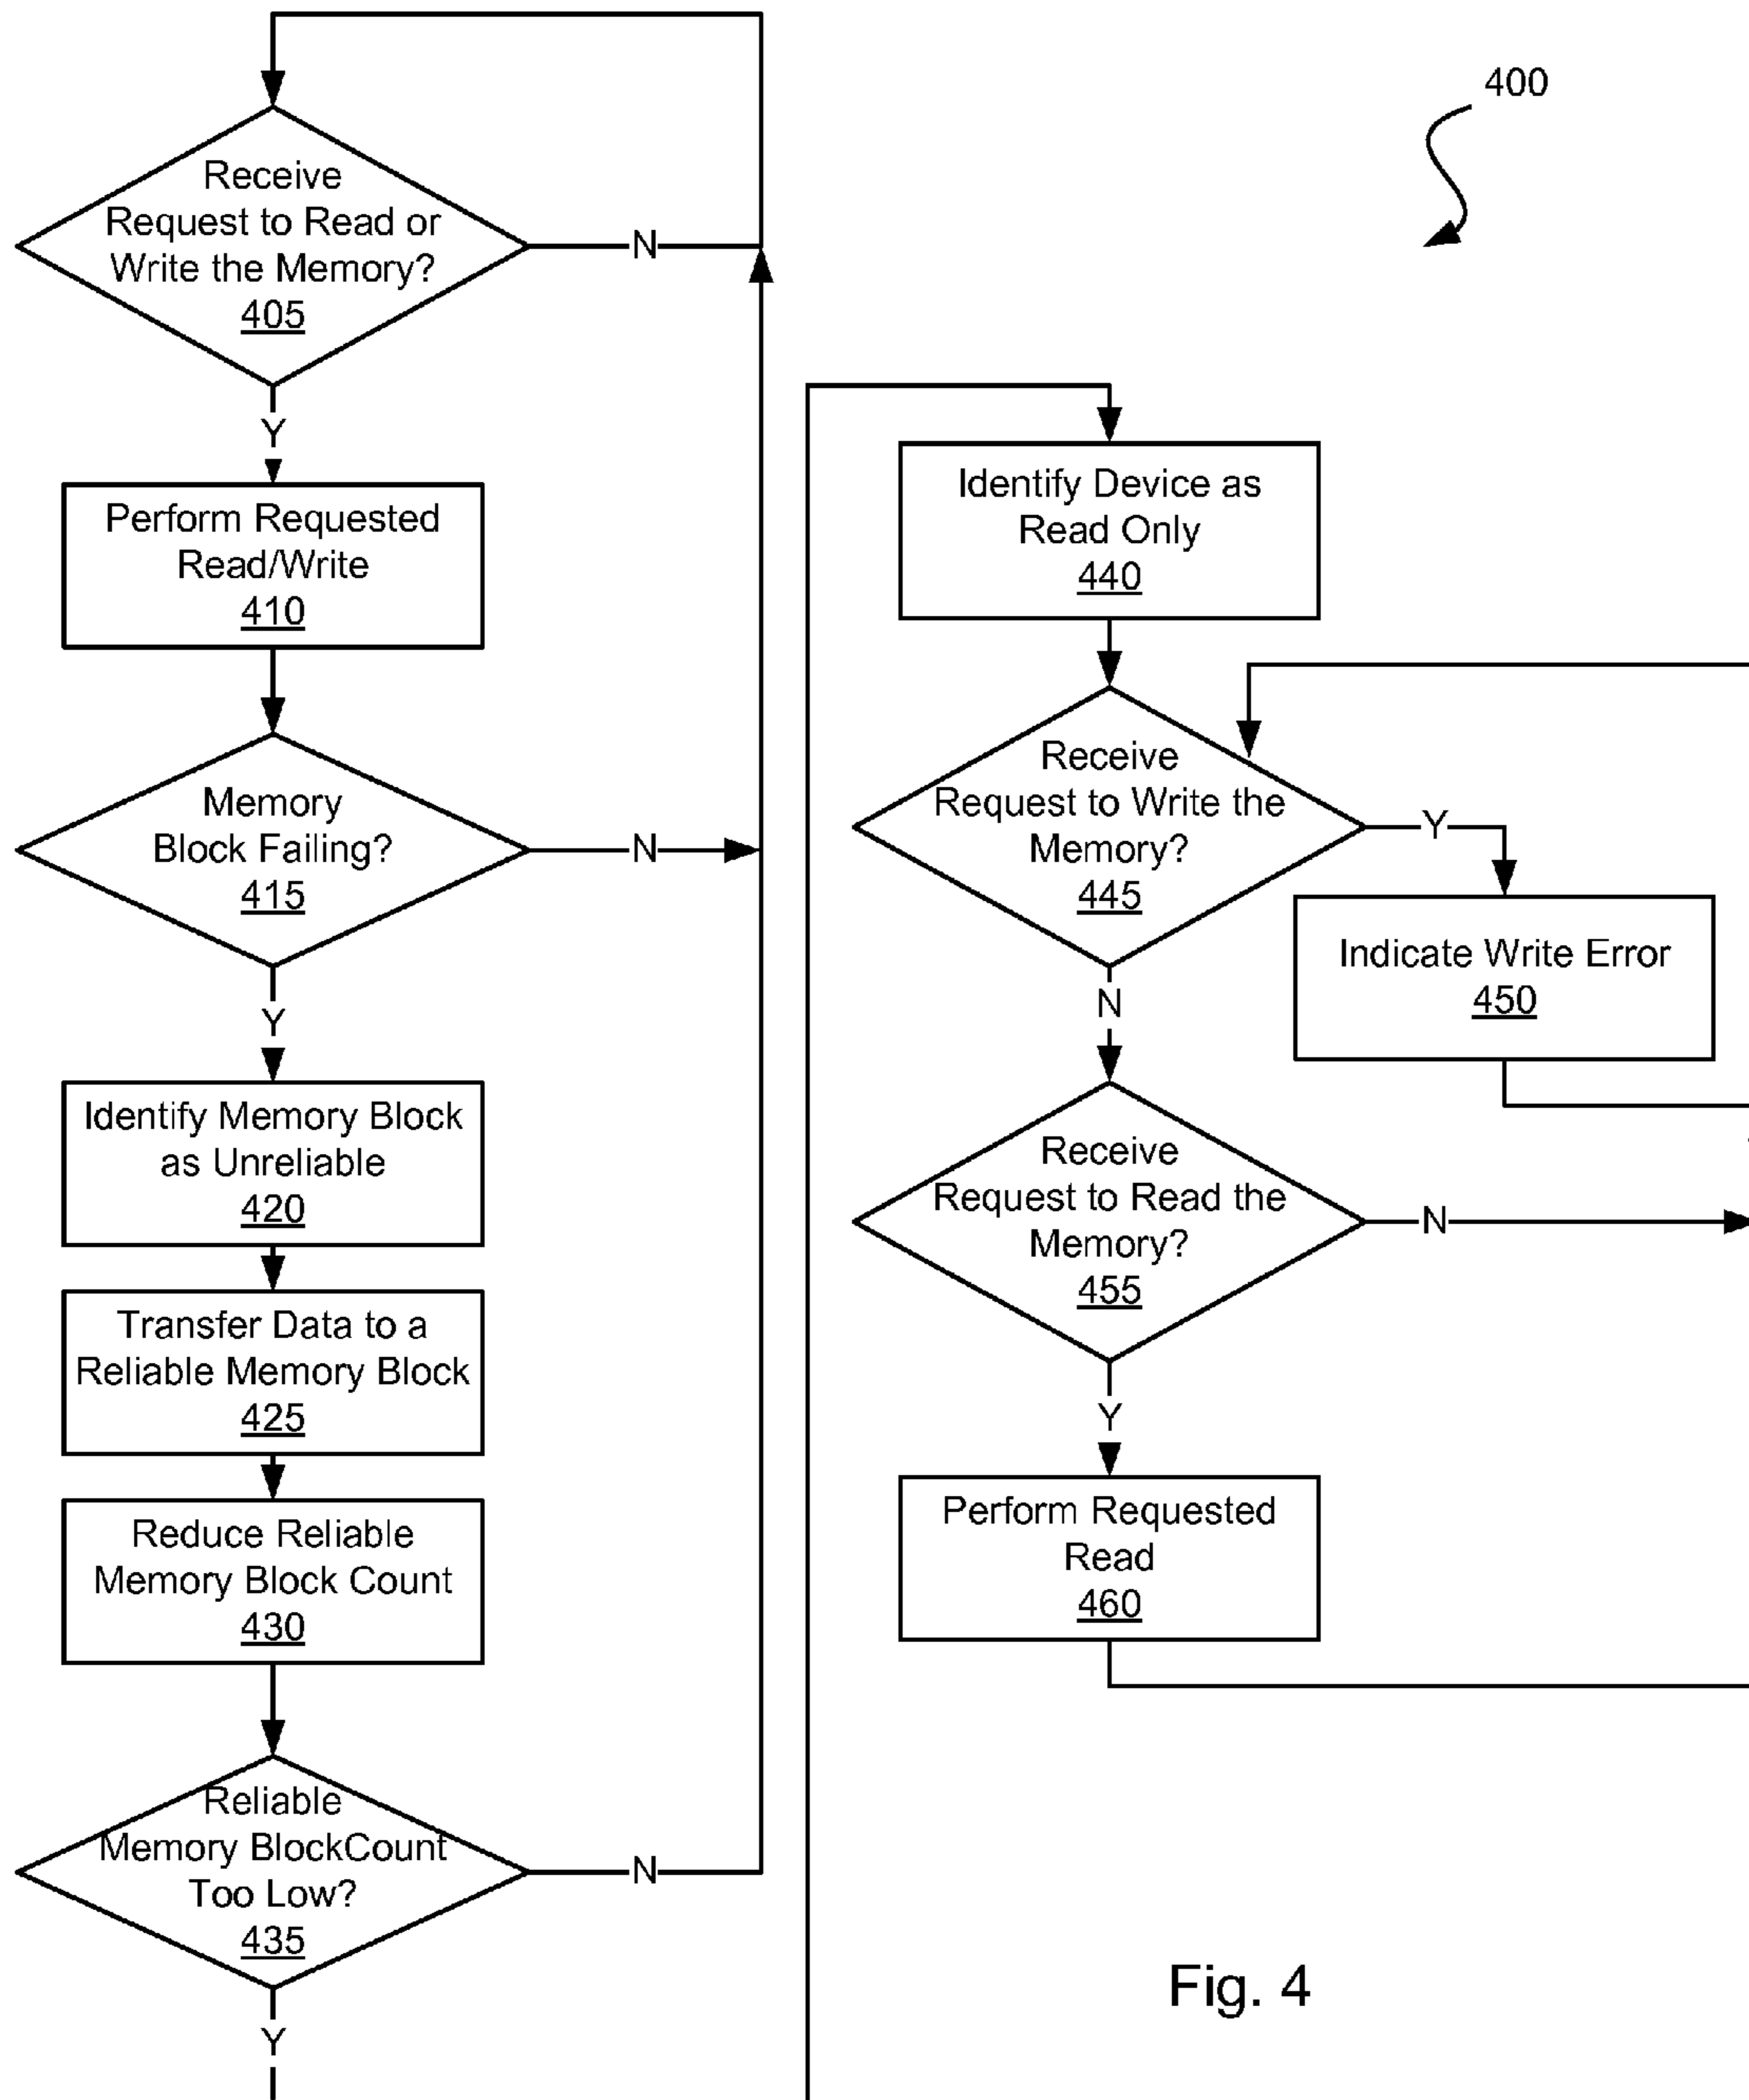 400
Receive
Request to Read or
Write the Memory?
405
N
Y
Perform Requested
Read/Write
410
Memory
Block Failing?
415
N
Y
Identify Memory Block
as Unreliable
420
Transfer Data to a
Reliable Memory Block
425
Reduce Reliable
Memory Block Count
430
Reliable
Memory BlockCount
Too Low?
435
N
Y
Identify Device as
Read Only
440
Receive
Request to Write the
Memory?
445
Y
N
Indicate Write Error
450
Receive
Request to Read the
Memory?
455
N
Y
Perform Requested
Read
460
Fig. 4